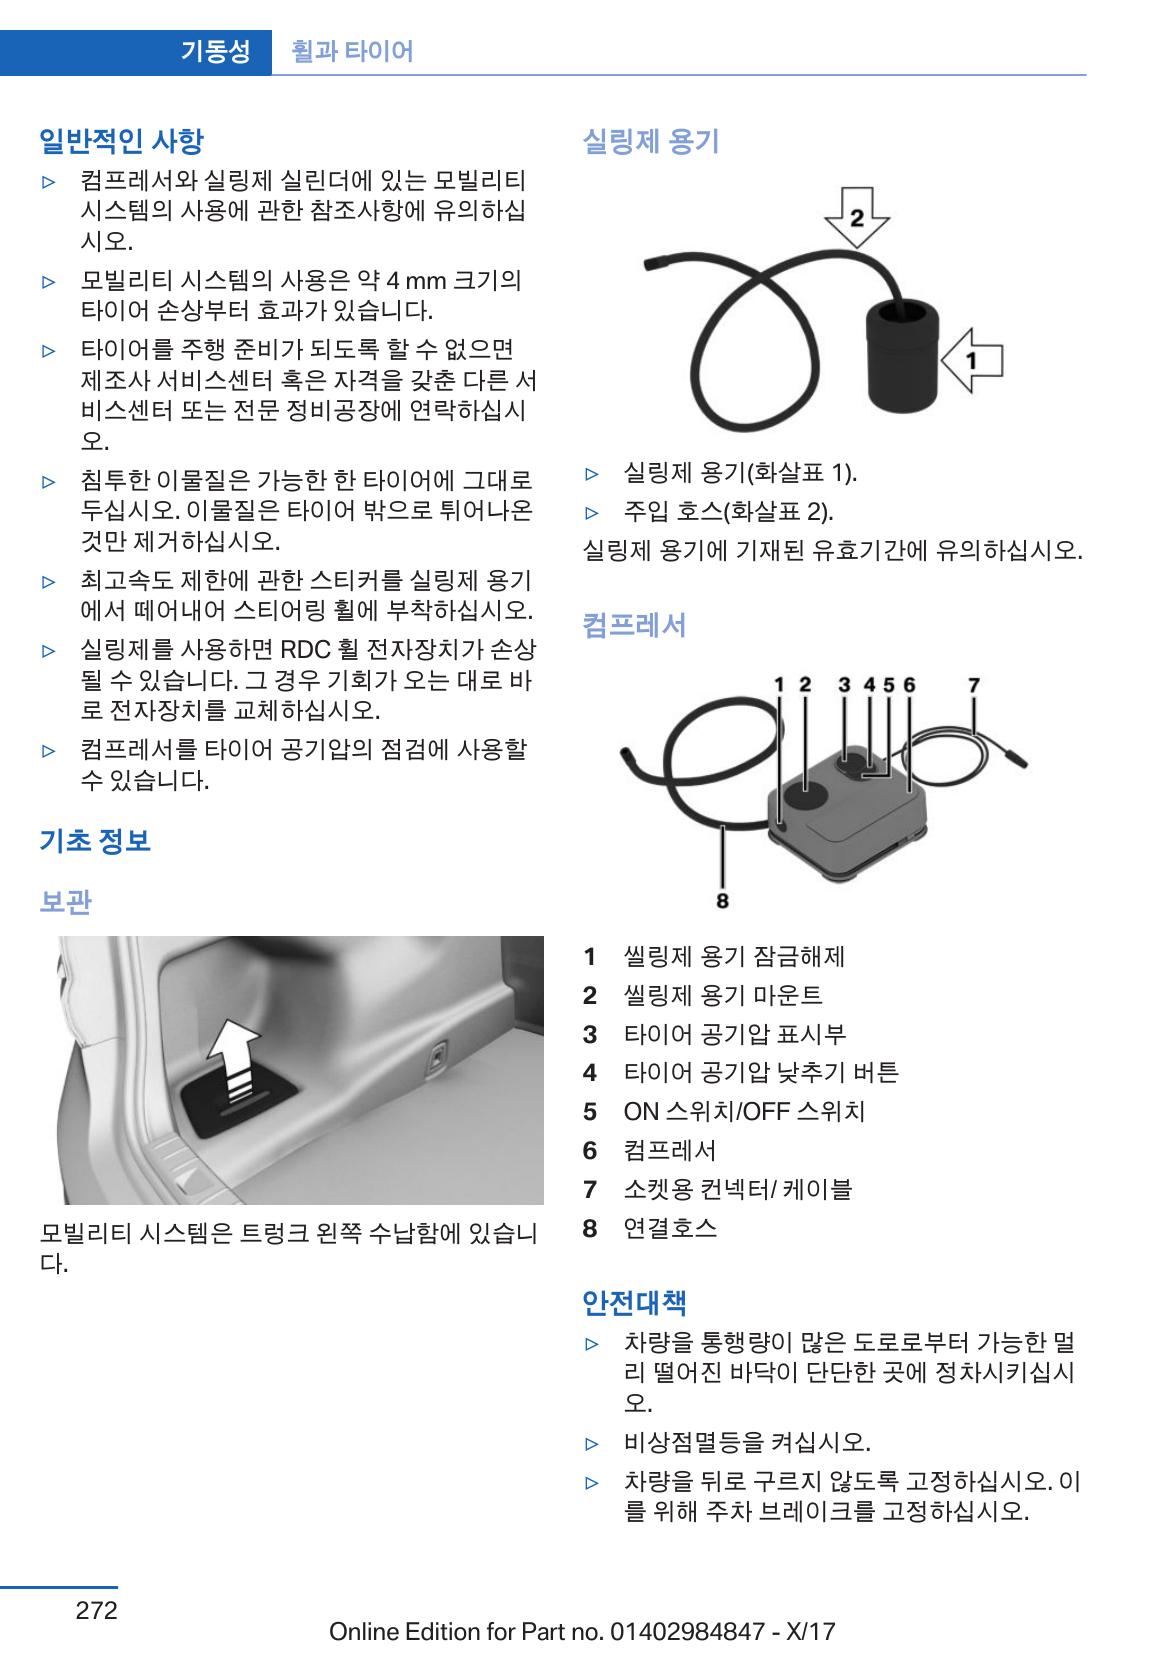 기동성 휠과 타이어
일반적인 사항
▷ 컴프레서와 실링제 실린더에 있는 모빌리티
시스템의 사용에 관한 참조사항에 유의하십
시오.
▷ 모빌리티 시스템의 사용은 약 4 mm 크기의
타이어 손상부터 효과가 있습니다.
▷ 타이어를 주행 준비가 되도록 할 수 없으면
제조사 서비스센터 혹은 자격을 갖춘 다른 서
비스센터 또는 전문 정비공장에 연락하십시
오.
▷ 침투한 이물질은 가능한 한 타이어에 그대로
두십시오. 이물질은 타이어 밖으로 튀어나온
것만 제거하십시오.
▷ 최고속도 제한에 관한 스티커를 실링제 용기
에서 떼어내어 스티어링 휠에 부착하십시오.
▷ 실링제를 사용하면 RDC 휠 전자장치가 손상
될 수 있습니다. 그 경우 기회가 오는 대로 바
로 전자장치를 교체하십시오.
▷ 컴프레서를 타이어 공기압의 점검에 사용할
수 있습니다.
기초 정보
보관
모빌리티 시스템은 트렁크 왼쪽 수납함에 있습니
다.
실링제 용기
2
1
▷ 실링제 용기(화살표 1).
▷ 주입 호스(화살표 2).
실링제 용기에 기재된 유효기간에 유의하십시오.
컴프레서
1 2 3 4 5 6 7
8
1 씰링제 용기 잠금해제
2 씰링제 용기 마운트
3 타이어 공기압 표시부
4 타이어 공기압 낮추기 버튼
5 ON 스위치/OFF 스위치
6 컴프레서
7 소켓용 컨넥터/ 케이블
8 연결호스
안전대책
▷ 차량을 통행량이 많은 도로로부터 가능한 멀
리 떨어진 바닥이 단단한 곳에 정차시키십시
오.
▷ 비상점멸등을 켜십시오.
▷ 차량을 뒤로 구르지 않도록 고정하십시오. 이
를 위해 주차 브레이크를 고정하십시오.
272
Online Edition for Part no. 01402984847 - X/17